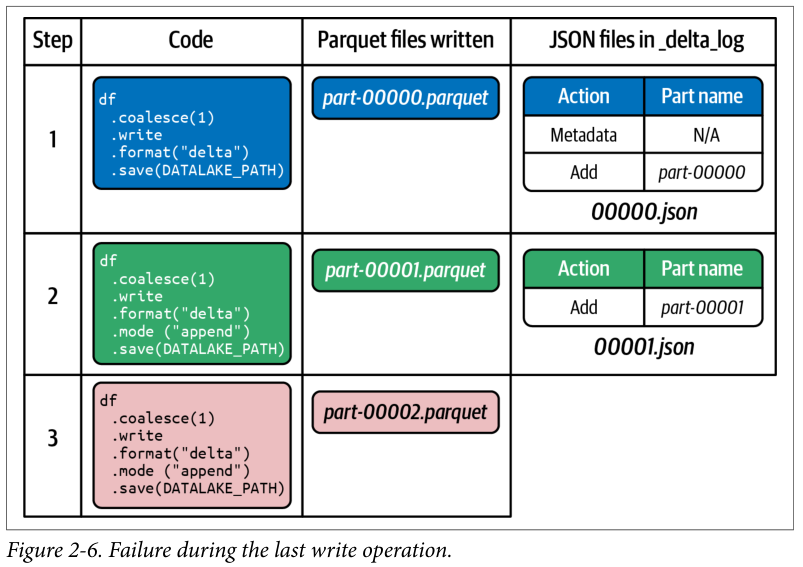 Step Code Parquet files written JSON files in _delta_log
1
df
.coalesce(1)
.write
.format("delta")
.save(DATALAKE_PATH)
part-00000.parquet
Action Part name
Metadata N/A
Add part-00000
00000.json
2
df
.coalesce(1)
.write
.format("delta")
.mode ("append")
.save(DATALAKE_PATH)
part-00001.parquet
Action Part name
Add part-00001
00001.json
3
df
.coalesce(1)
.write
.format("delta")
.mode ("append")
.save(DATALAKE_PATH)
part-00002.parquet
Figure 2-6. Failure during the last write operation.